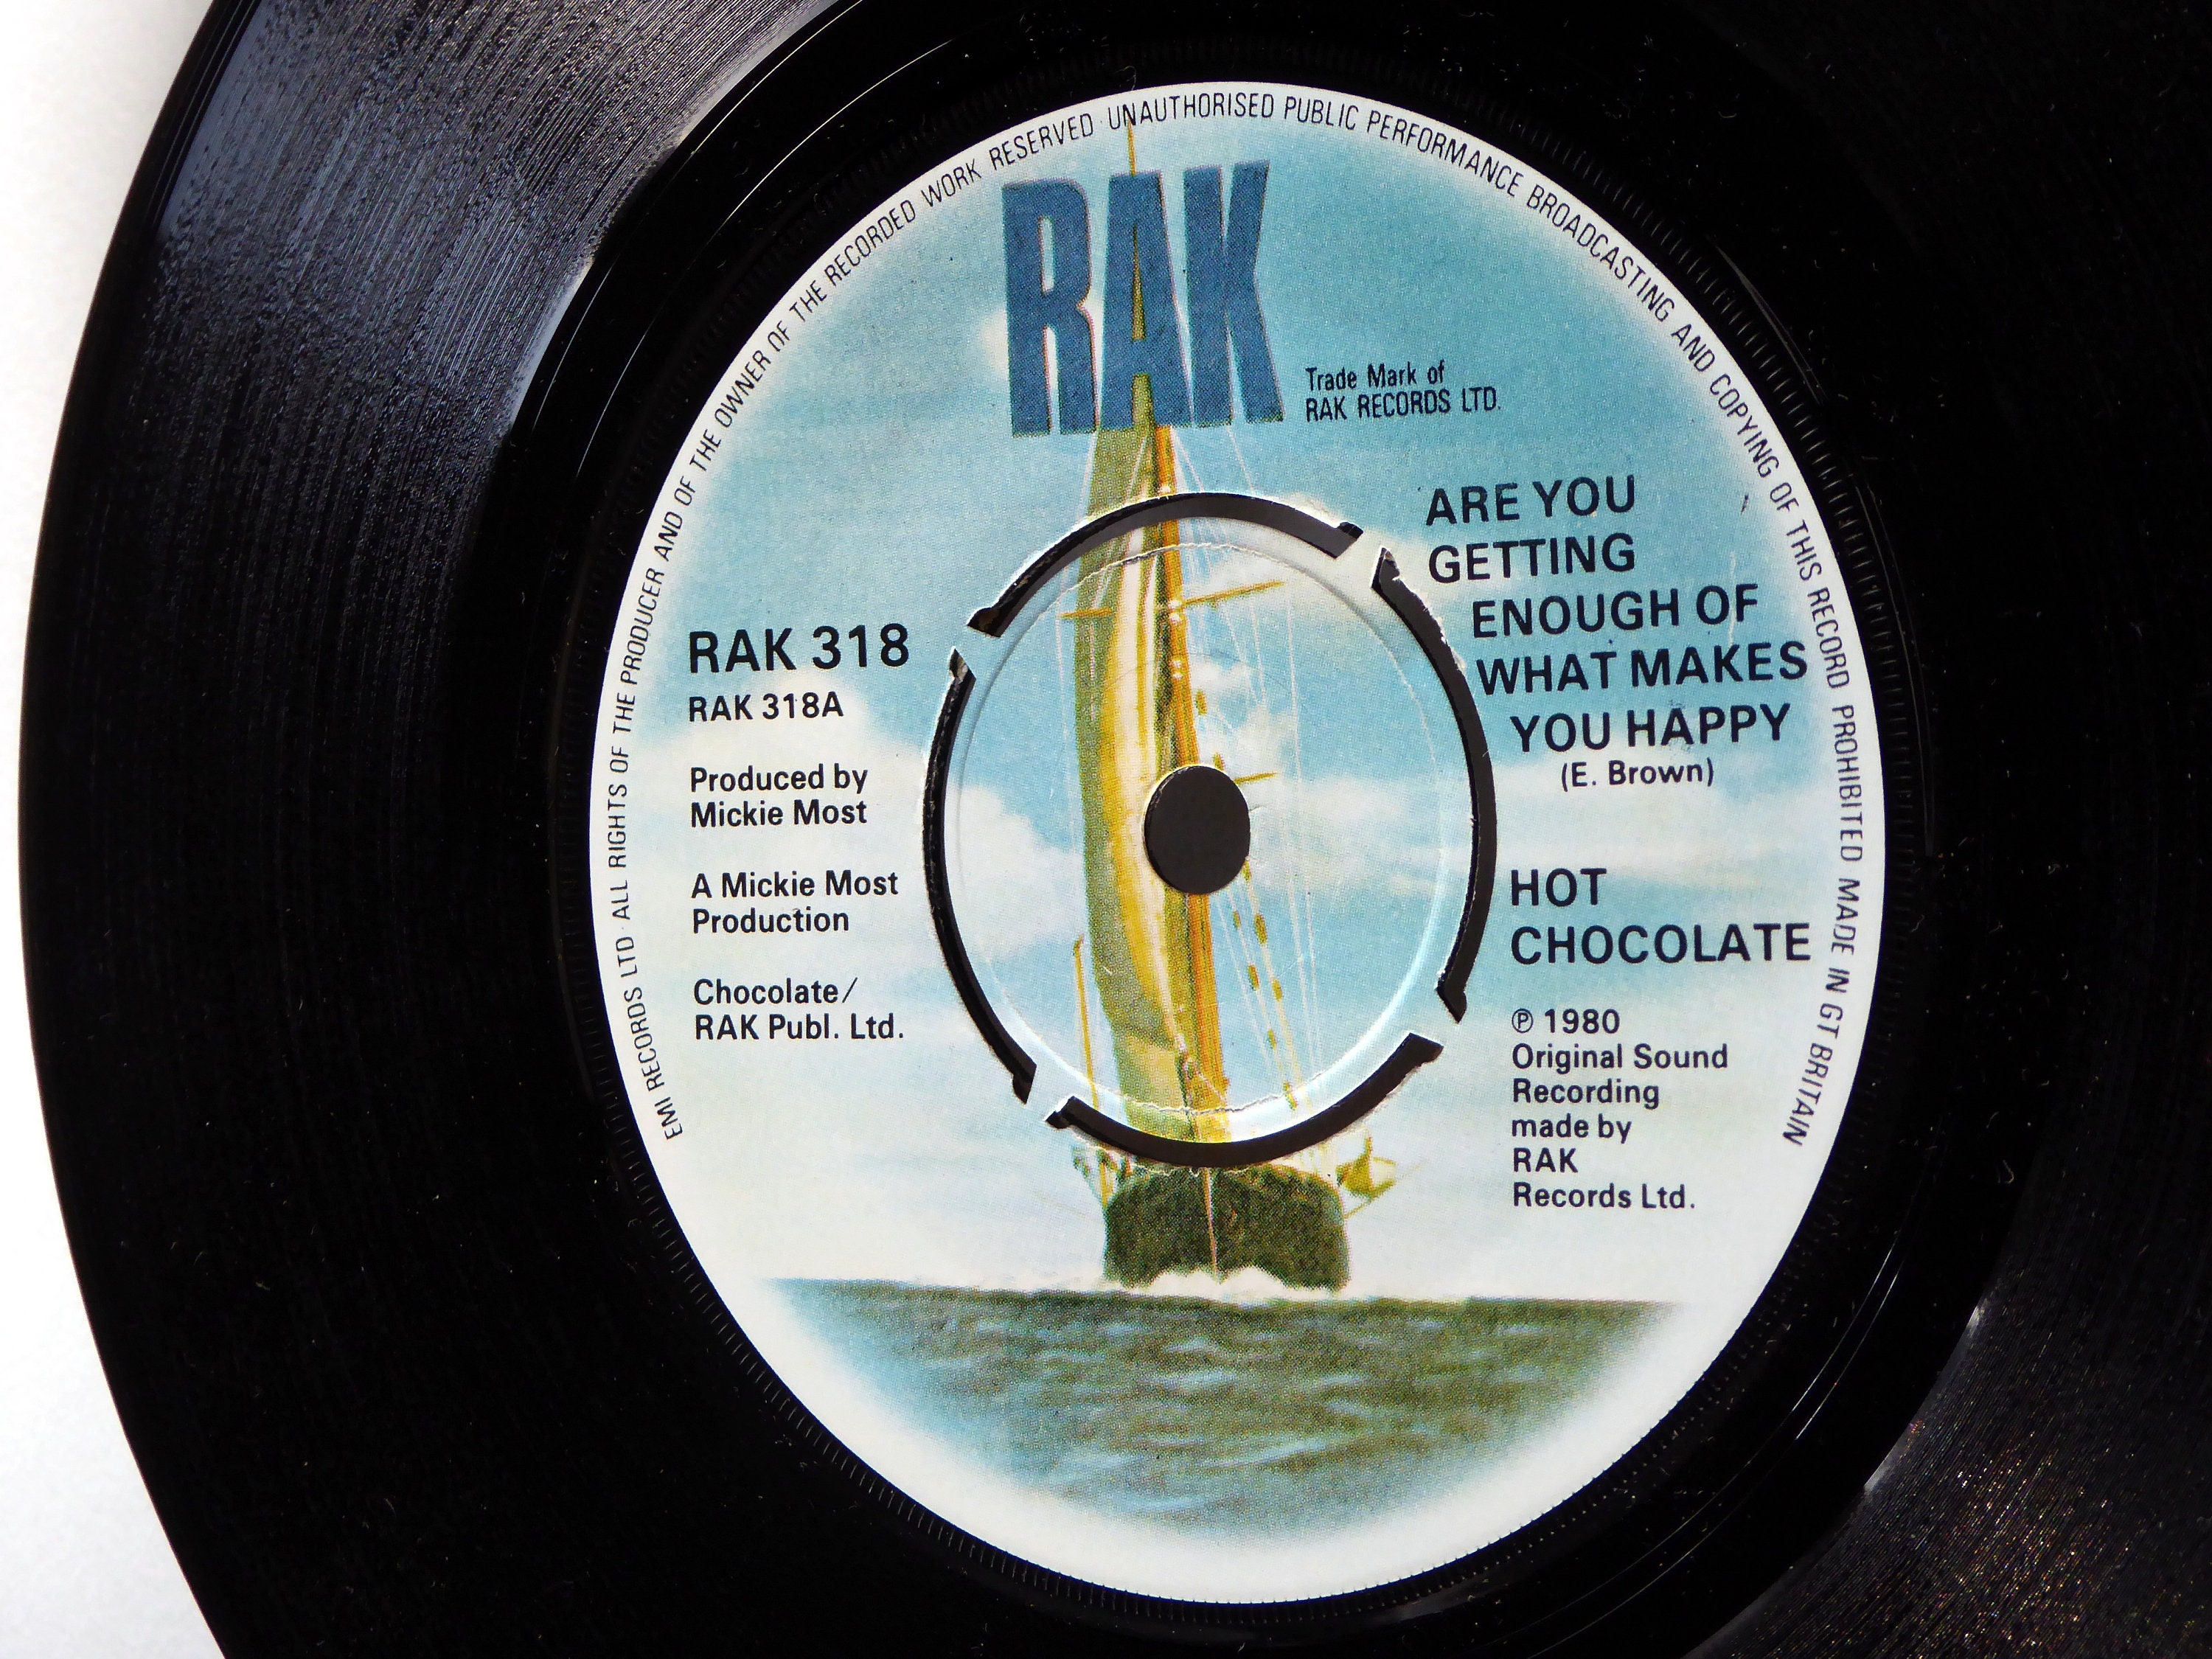 EMI RECORDS LTD · ALL RIGHTS OF THE PRODUCER AND OF THE OWNER OF THE RECORDED WORK RESERVED · UNAUTHORISED PUBLIC PERFORMANCE BROADCASTING AND COPYING OF THIS RECORD PROHIBITED MADE IN GT BRITAIN
RAK
Trade Mark of
RAK RECORDS LTD.
RAK 318
RAK 318A
Produced by
Mickie Most
A Mickie Most
Production
Chocolate/
RAK Publ. Ltd.
ARE YOU
GETTING
ENOUGH OF
WHAT MAKES
YOU HAPPY
(E. Brown)
HOT
CHOCOLATE
℗ 1980
Original Sound
Recording
made by
RAK
Records Ltd.